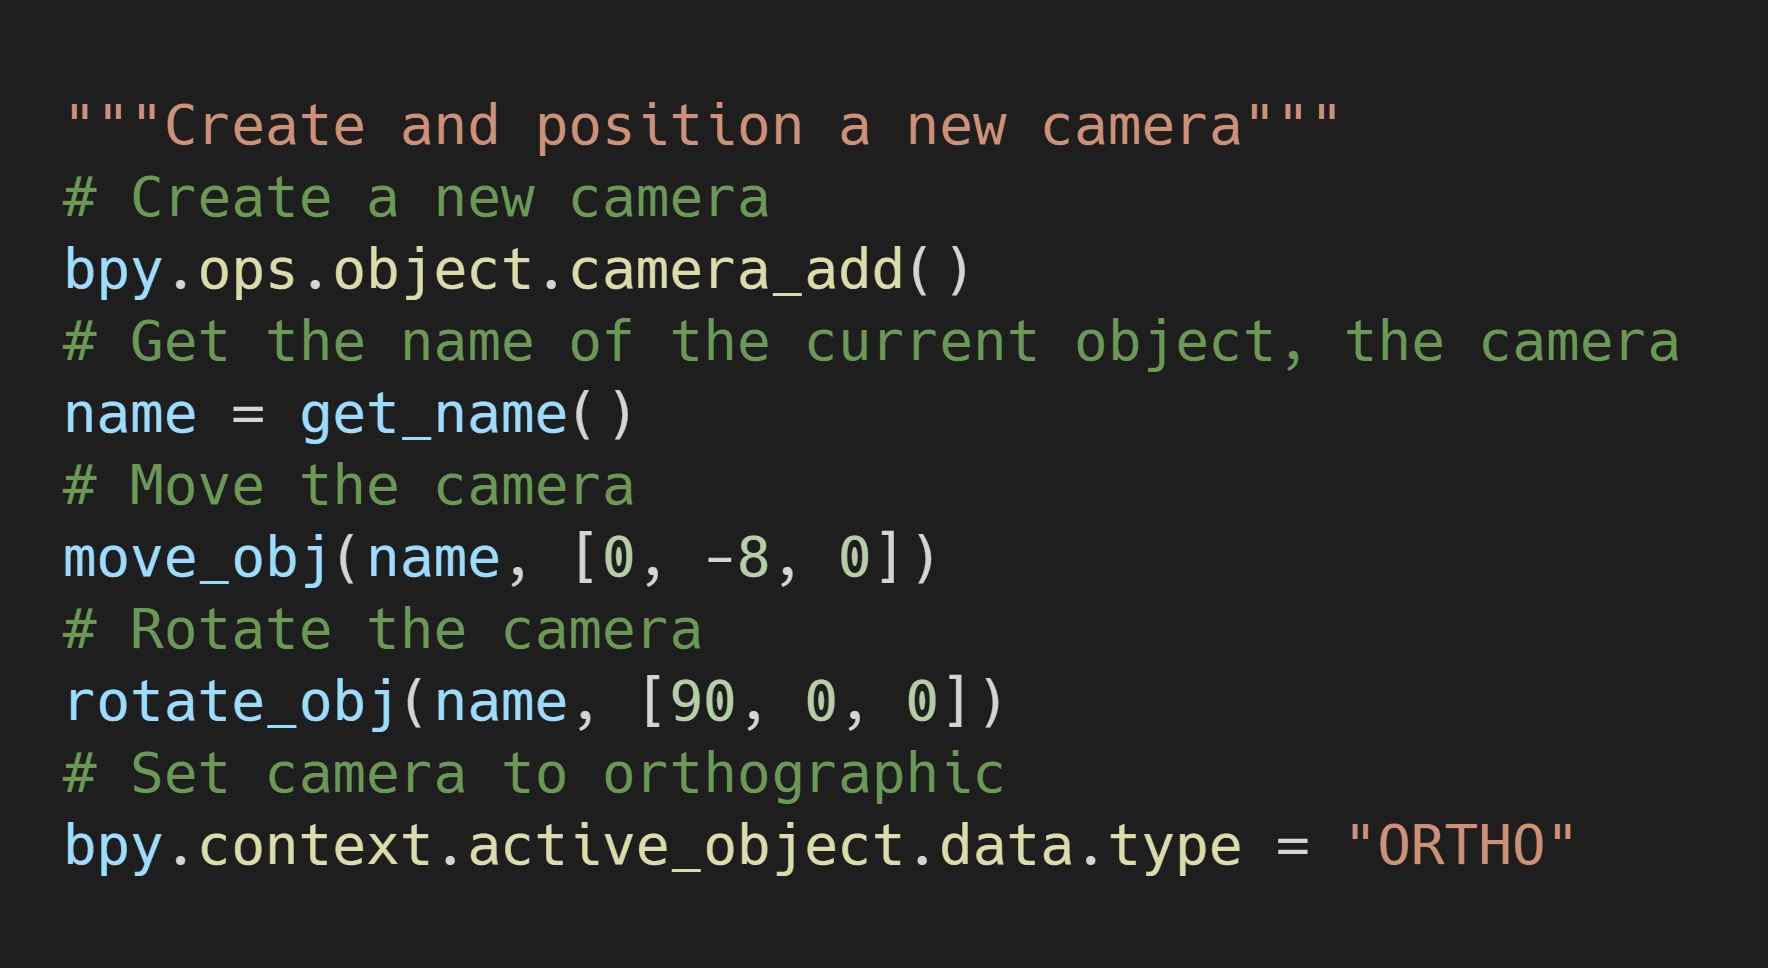 """Create and position a new camera"""
# Create a new camera
bpy.ops.object.camera_add()
# Get the name of the current object, the camera
name = get_name()
# Move the camera
move_obj(name, [0, -8, 0])
# Rotate the camera
rotate_obj(name, [90, 0, 0])
# Set camera to orthographic
bpy.context.active_object.data.type = "ORTHO"